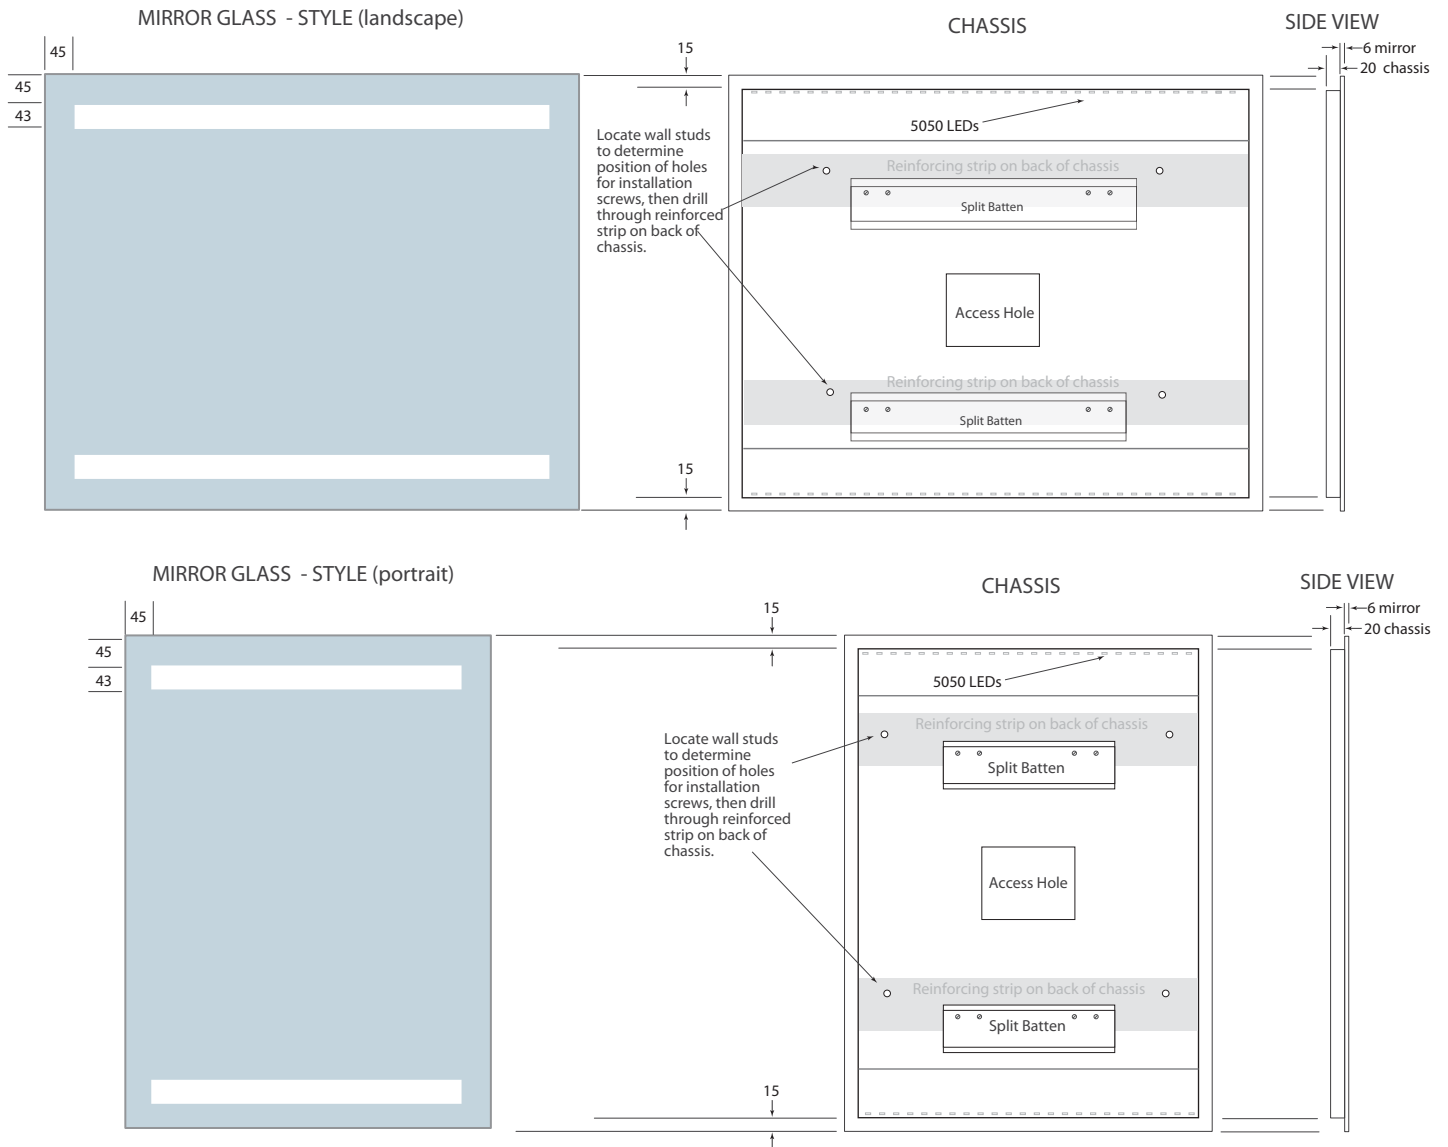 MIRROR GLASS - STYLE (landscape)
CHASSIS
SIDE VIEW
45
15
6 mirror
20 chassis
45
43
5050 LEDs
Locate wall studs
to determine
position of holes
for installation
screws, then drill
through reinforced
strip on back of
chassis.
Reinforcing strip on back of chassis
Split Batten
Access Hole
Reinforcing strip on back of chassis
Split Batten
15
MIRROR GLASS - STYLE (portrait)
CHASSIS
SIDE VIEW
45
15
6 mirror
20 chassis
45
43
5050 LEDs
Locate wall studs
to determine
position of holes
for installation
screws, then drill
through reinforced
strip on back of
chassis.
Reinforcing strip on back of chassis
Split Batten
Access Hole
Reinforcing strip on back of chassis
Split Batten
15